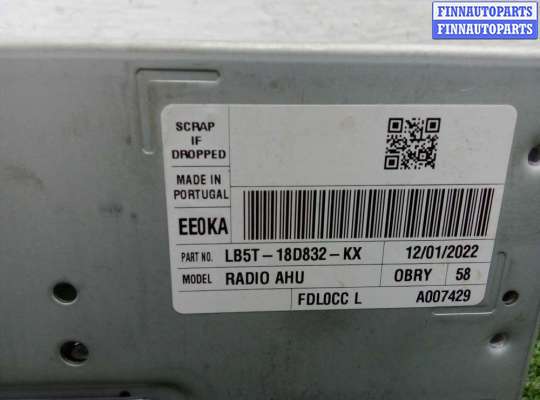 FINNAUTOPARTS
FINNAUTOPARTS
SCRAP
IF
DROPPED
MADE IN
PORTUGAL
EE0KA
PART NO. LB5T-18D832-KX 12/01/2022
MODEL RADIO AHU OBRY 58
FDL0CC L A007429